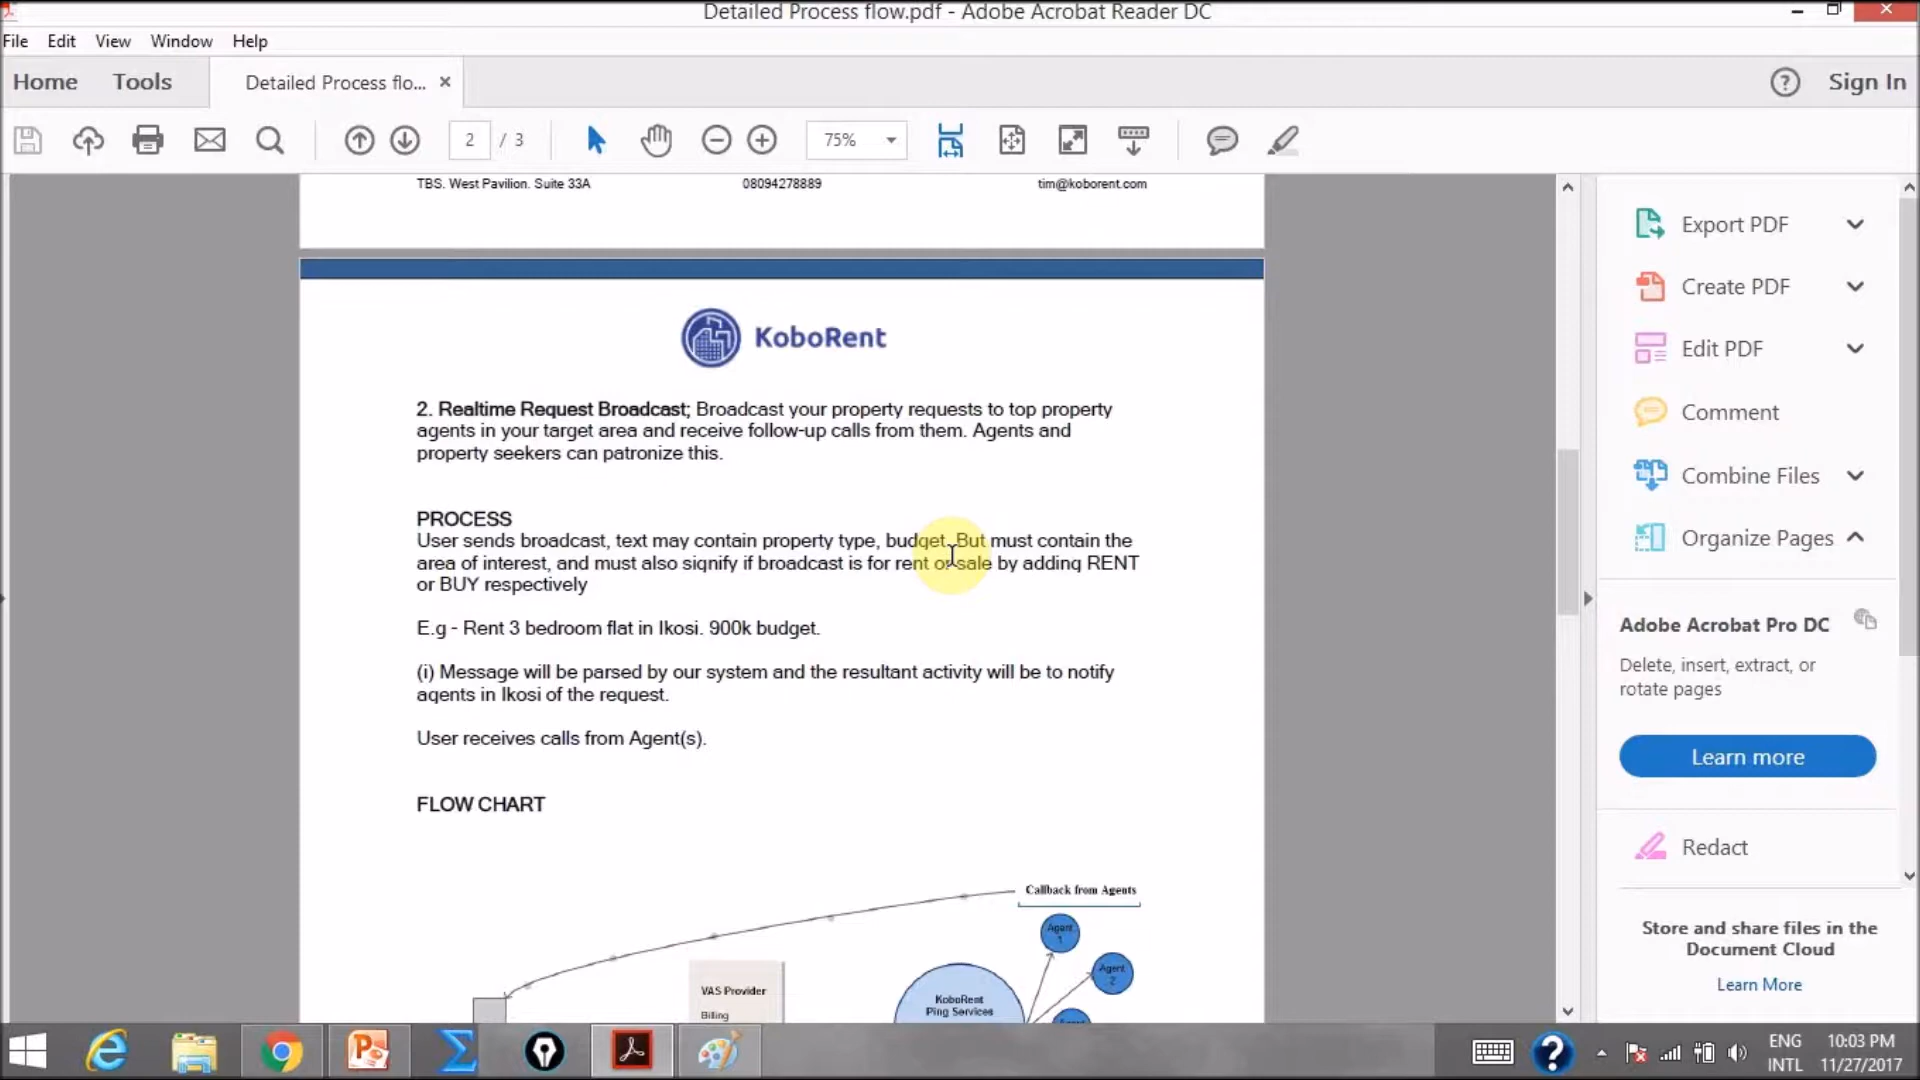 Detailed Process flow.pdf - Adobe Acrobat Reader DC
File Edit View Window Help
Home Tools Detailed Process flo... × Sign In
2 / 3 75%
TBS. West Pavilion. Suite 33A 08094278889 tim@koborent.com
KoboRent
2. Realtime Request Broadcast; Broadcast your property requests to top property
agents in your target area and receive follow-up calls from them. Agents and
property seekers can patronize this.
PROCESS
User sends broadcast, text may contain property type, budget. But must contain the
area of interest, and must also signify if broadcast is for rent or sale by adding RENT
or BUY respectively
E.g - Rent 3 bedroom flat in Ikosi. 900k budget.
(i) Message will be parsed by our system and the resultant activity will be to notify
agents in Ikosi of the request.
User receives calls from Agent(s).
FLOW CHART
Callback from Agents
Agent
1
Agent
2
Agent
VAS Provider
Billing
KoboRent
Ping Services
Export PDF
Create PDF
Edit PDF
Comment
Combine Files
Organize Pages
Adobe Acrobat Pro DC
Delete, insert, extract, or
rotate pages
Learn more
Redact
Store and share files in the
Document Cloud
Learn More
ENG 10:03 PM
INTL 11/27/2017